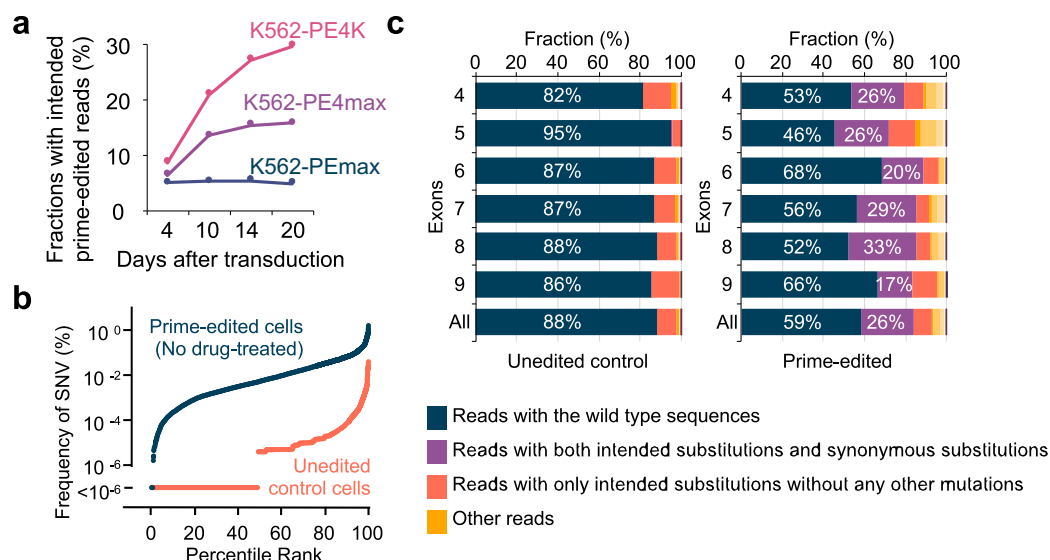 a
Fractions with intended
prime-edited reads (%)
30
20
10
0
K562-PE4K
K562-PE4max
K562-PEmax
4 10 14 20
Days after transduction
b
Frequency of SNV (%)
10 0
10 -2
10 -4
10 -6
<10-6
Prime-edited cells
(No drug-treated)
Unedited
control cells
0 20 40 60 80 100
Percentile Rank
c
Fraction (%)
0 20 40 60 80 100
Exons
4 82%
5 95%
6 87%
7 87%
8 88%
9 86%
All 88%
Unedited control
Fraction (%)
0 20 40 60 80 100
Exons
4 53% 26%
5 46% 26%
6 68% 20%
7 56% 29%
8 52% 33%
9 66% 17%
All 59% 26%
Prime-edited
Reads with the wild type sequences
Reads with both intended substitutions and synonymous substitutions
Reads with only intended substitutions without any other mutations
Other reads